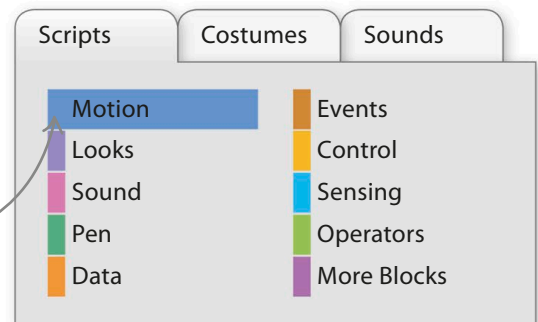 Scripts Costumes Sounds
Motion Events
Looks Control
Sound Sensing
Pen Operators
Data More Blocks